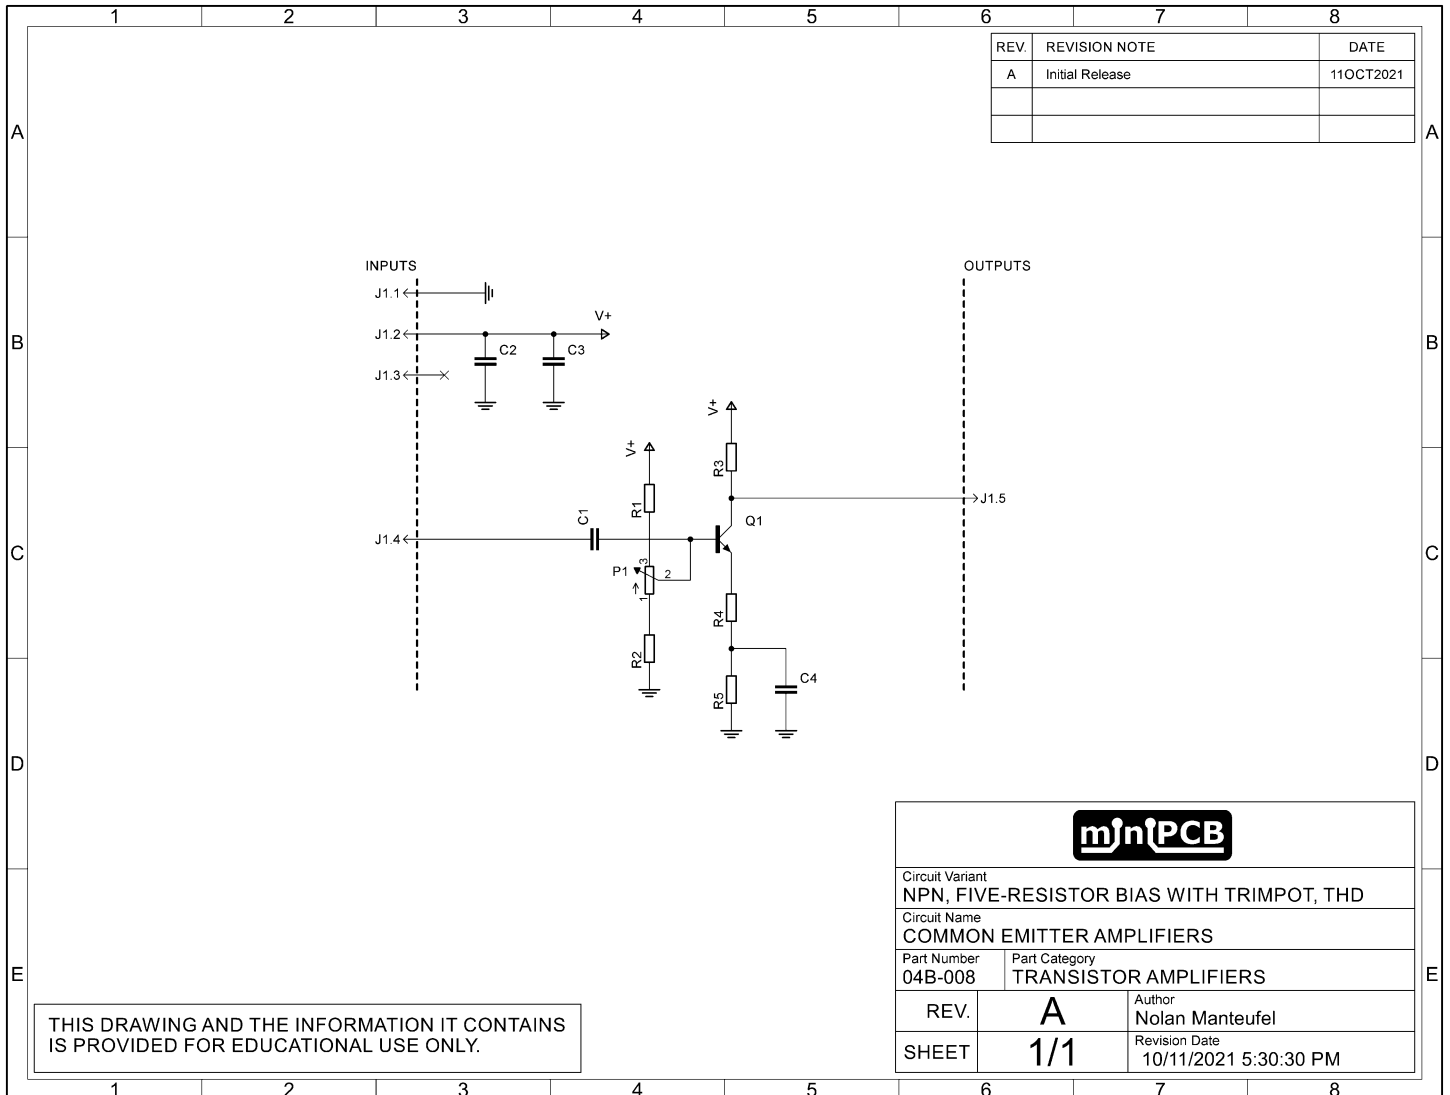 1 2 3 4 5 6 7 8
REV. REVISION NOTE DATE
A Initial Release 11OCT2021
A A
INPUTS OUTPUTS
J1.1
V+
J1.2
B B
C2 C3
J1.3
V+
V+
R3
J1.5
R1
C1
Q1
J1.4
C C
3
P1 2
1
R4
R2
C4
R5
D D
miniPCB
Circuit Variant
NPN, FIVE-RESISTOR BIAS WITH TRIMPOT, THD
Circuit Name
COMMON EMITTER AMPLIFIERS
Part Number Part Category
04B-008 TRANSISTOR AMPLIFIERS
E E
REV. A Author
Nolan Manteufel
SHEET 1/1 Revision Date
10/11/2021 5:30:30 PM
THIS DRAWING AND THE INFORMATION IT CONTAINS
IS PROVIDED FOR EDUCATIONAL USE ONLY.
1 2 3 4 5 6 7 8